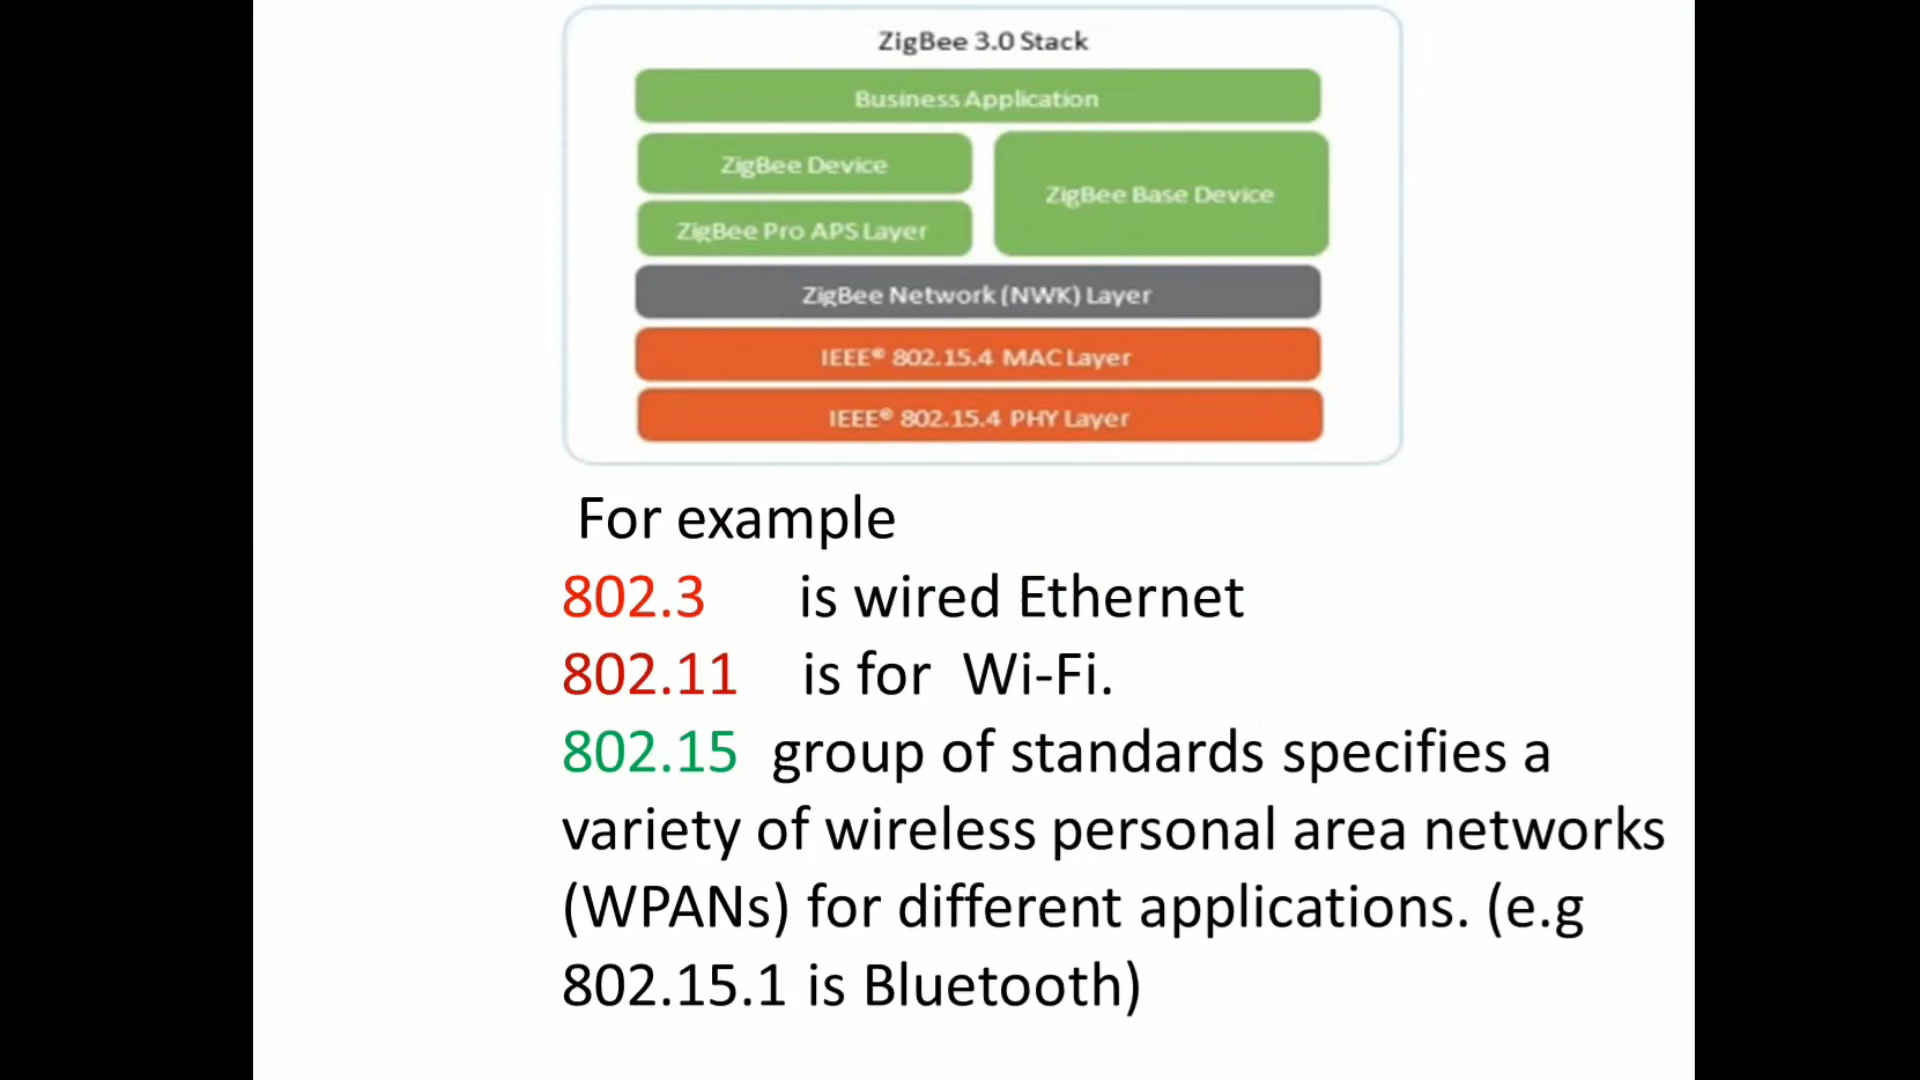 ZigBee 3.0 Stack
Business Application
ZigBee Device
ZigBee Base Device
ZigBee Pro APS Layer
ZigBee Network (NWK) Layer
IEEE® 802.15.4 MAC Layer
IEEE® 802.15.4 PHY Layer
For example
802.3 is wired Ethernet
802.11 is for Wi-Fi.
802.15 group of standards specifies a
variety of wireless personal area networks
(WPANs) for different applications. (e.g
802.15.1 is Bluetooth)